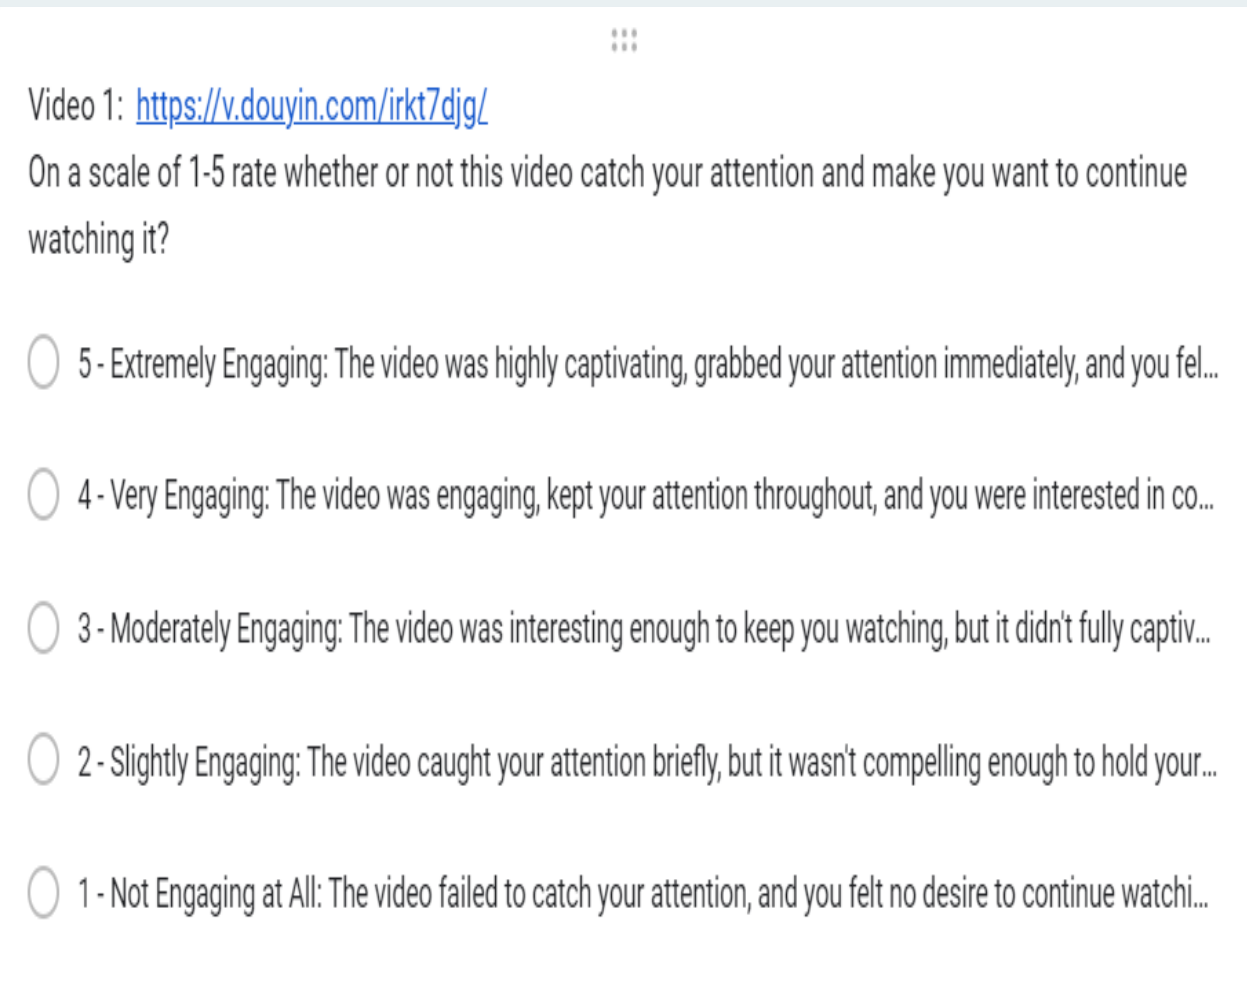 Video 1: https://v.douyin.com/irkt7djg/
On a scale of 1-5 rate whether or not this video catch your attention and make you want to continue
watching it?
5 - Extremely Engaging: The video was highly captivating, grabbed your attention immediately, and you fel...
4 - Very Engaging: The video was engaging, kept your attention throughout, and you were interested in co...
3 - Moderately Engaging: The video was interesting enough to keep you watching, but it didn't fully captiv...
2 - Slightly Engaging: The video caught your attention briefly, but it wasn't compelling enough to hold your...
1 - Not Engaging at All: The video failed to catch your attention, and you felt no desire to continue watchi...